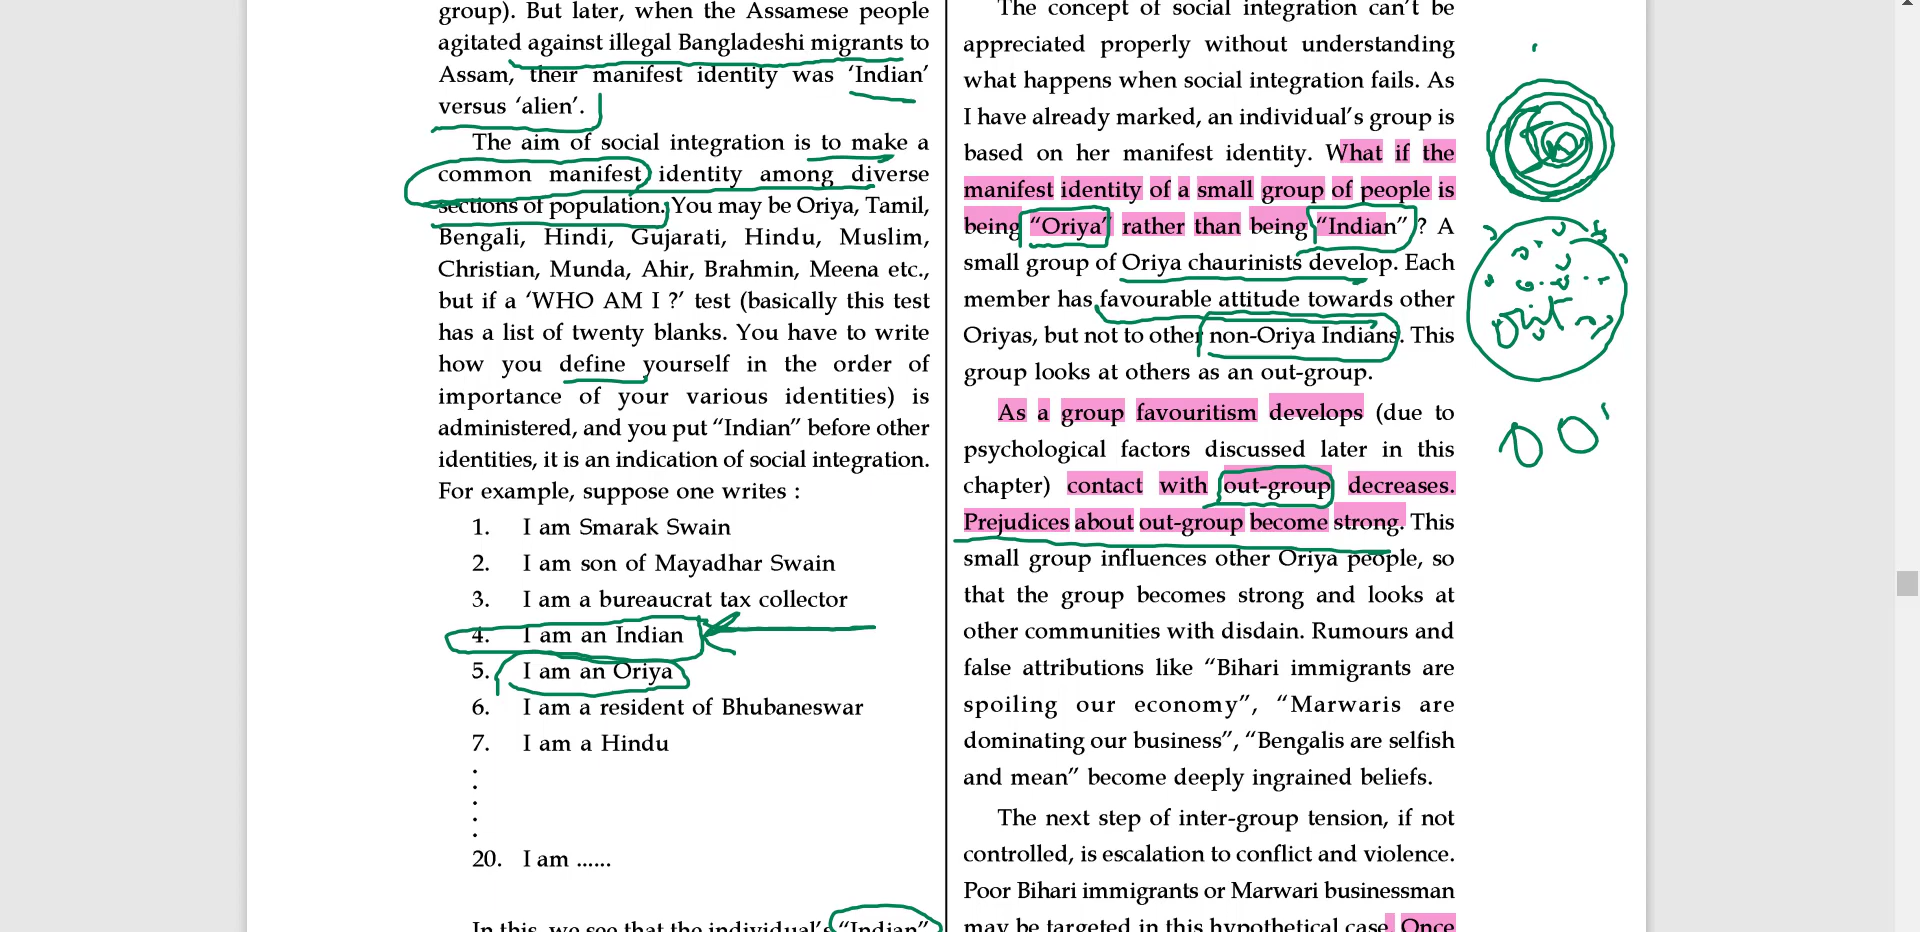 group). But later, when the Assamese people
agitated against illegal Bangladeshi migrants to
Assam, their manifest identity was ‘Indian’
versus ‘alien’.
The aim of social integration is to make a
common manifest identity among diverse
sections of population. You may be Oriya, Tamil,
Bengali, Hindi, Gujarati, Hindu, Muslim,
Christian, Munda, Ahir, Brahmin, Meena etc.,
but if a ‘WHO AM I ?’ test (basically this test
has a list of twenty blanks. You have to write
how you define yourself in the order of
importance of your various identities) is
administered, and you put “Indian” before other
identities, it is an indication of social integration.
For example, suppose one writes :
1. I am Smarak Swain
2. I am son of Mayadhar Swain
3. I am a bureaucrat tax collector
4. I am an Indian
5. I am an Oriya
6. I am a resident of Bhubaneswar
7. I am a Hindu
.
.
.
.
.
20. I am ......
In this, we see that the individual’s “Indian”
The concept of social integration can’t be
appreciated properly without understanding
what happens when social integration fails. As
I have already marked, an individual’s group is
based on her manifest identity. What if the
manifest identity of a small group of people is
being “Oriya” rather than being “Indian” ? A
small group of Oriya chaurinists develop. Each
member has favourable attitude towards other
Oriyas, but not to other non-Oriya Indians. This
group looks at others as an out-group.
As a group favouritism develops (due to
psychological factors discussed later in this
chapter) contact with out-group decreases.
Prejudices about out-group become strong. This
small group influences other Oriya people, so
that the group becomes strong and looks at
other communities with disdain. Rumours and
false attributions like “Bihari immigrants are
spoiling our economy”, “Marwaris are
dominating our business”, “Bengalis are selfish
and mean” become deeply ingrained beliefs.
The next step of inter-group tension, if not
controlled, is escalation to conflict and violence.
Poor Bihari immigrants or Marwari businessman
may be targeted in this hypothetical case. Once